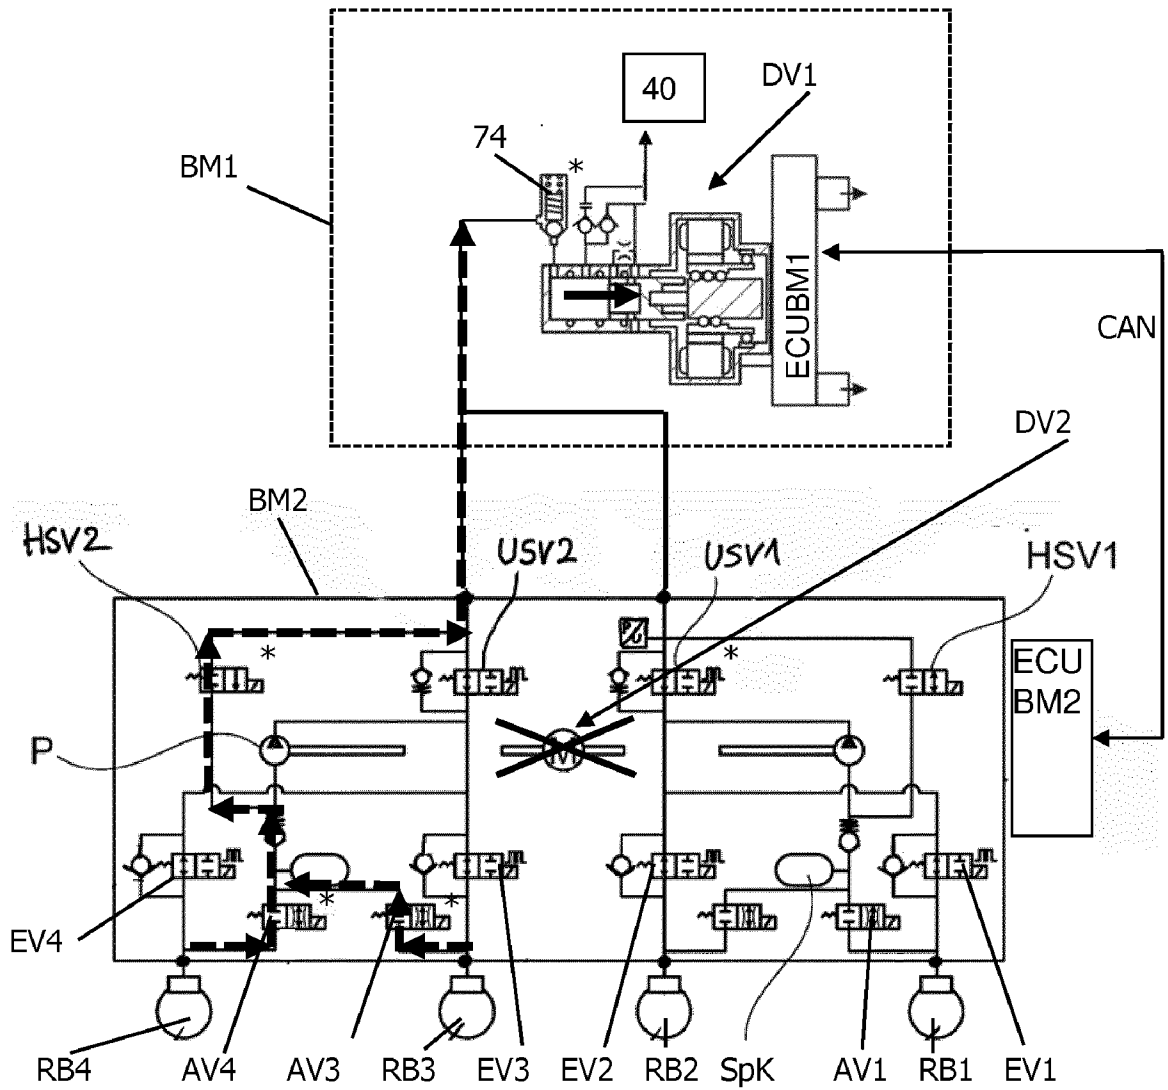 40
DV1
74
*
BM1
ECUBM1
CAN
DV2
BM2
HSV2
USV2
USV1
HSV1
P
U
*
*
ECU
BM2
P
M
*
*
EV4
RB4
AV4
AV3
RB3
EV3
EV2
RB2
SpK
AV1
RB1
EV1